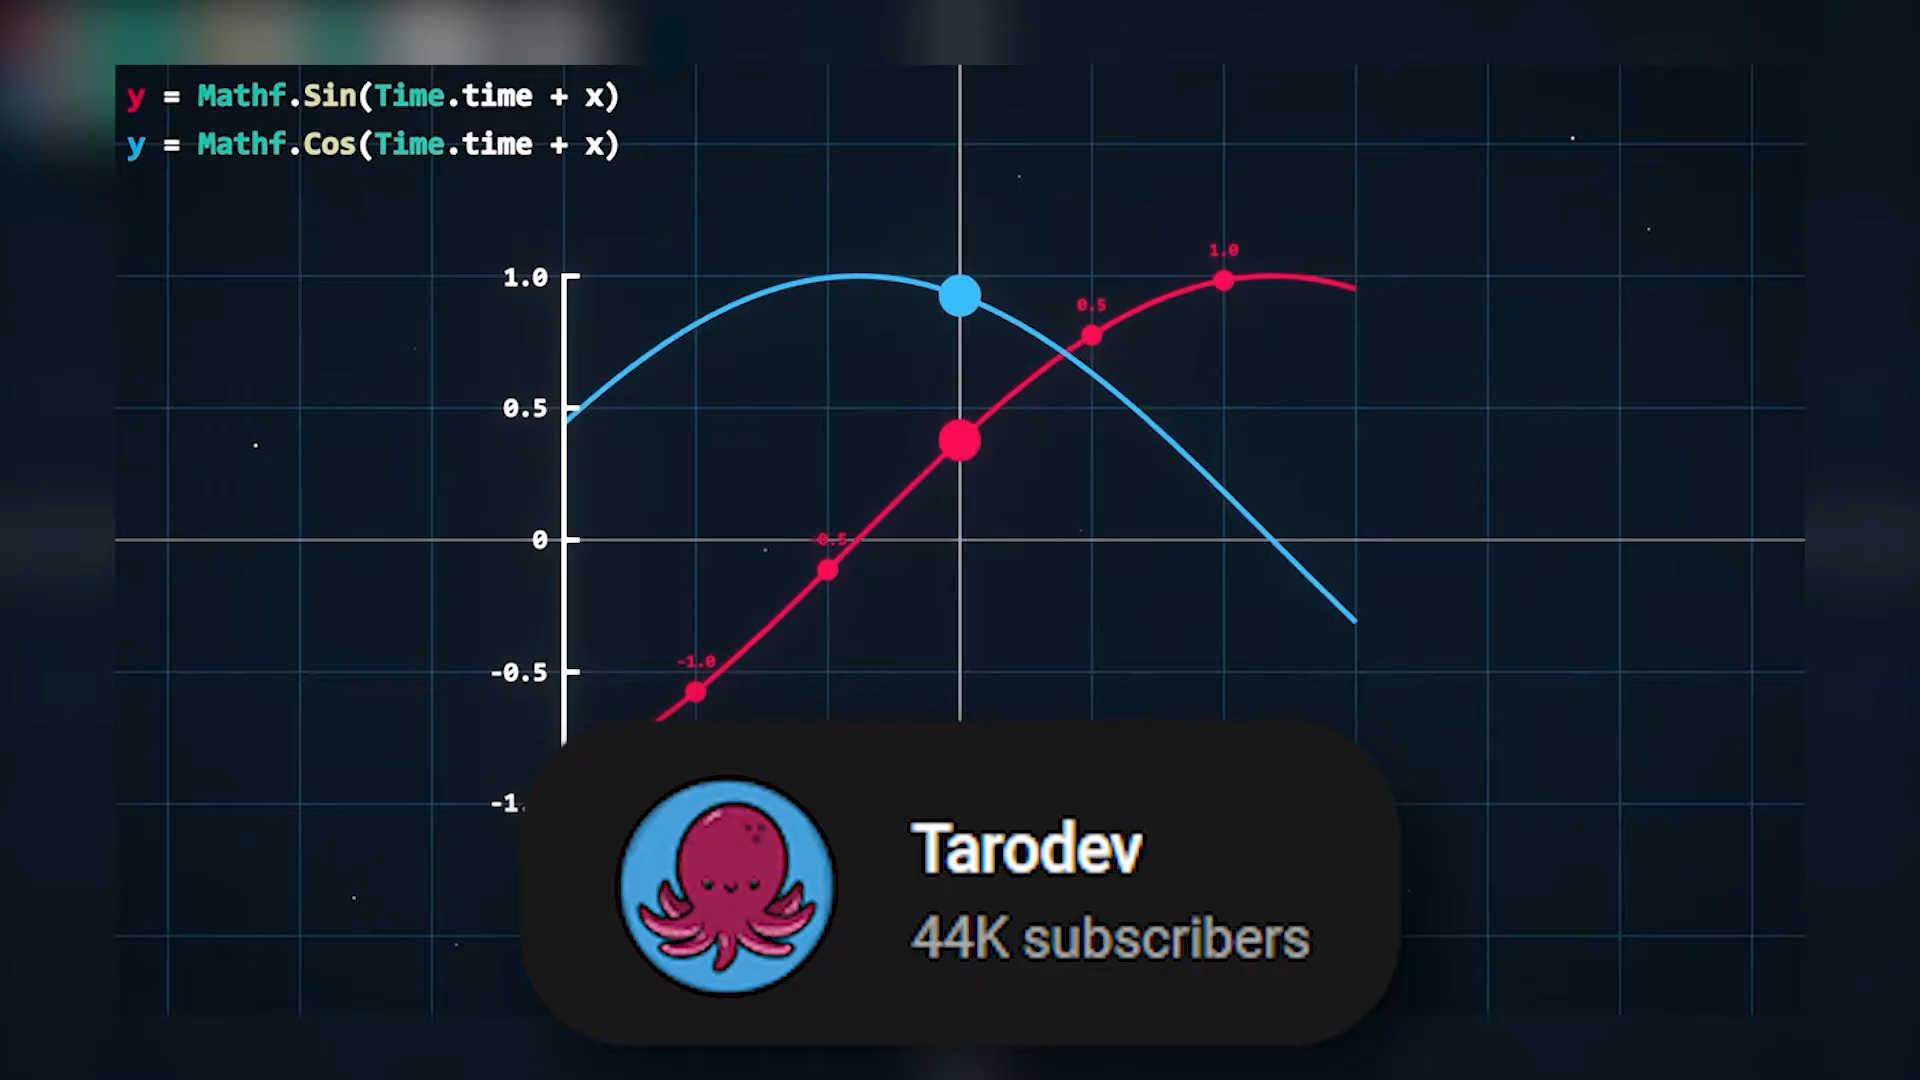 y = Mathf.Sin(Time.time + x)
y = Mathf.Cos(Time.time + x)
1.0
1.0
0.5
0.5
0
-0.5
-0.5
-1.0
-1.
Tarodev
44K subscribers